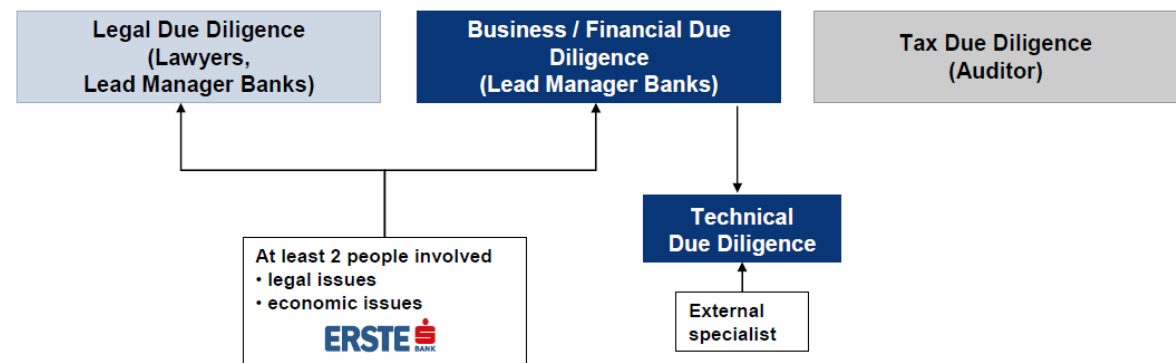 Legal Due Diligence
(Lawyers,
Lead Manager Banks)
Business / Financial Due
Diligence
(Lead Manager Banks)
Tax Due Diligence
(Auditor)
Technical
Due Diligence
At least 2 people involved
• legal issues
• economic issues
ERSTE S
BANK
External
specialist